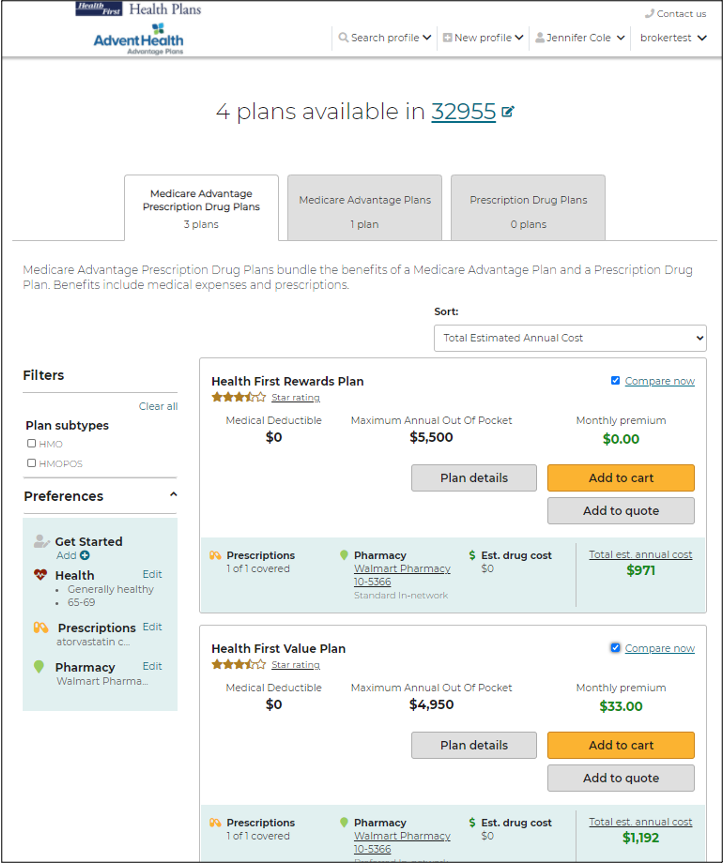 Health First Health Plans
Contact us
AdventHealth
Advantage Plans
Search profile
New profile
Jennifer Cole
brokertest
4 plans available in 32955
Medicare Advantage
Prescription Drug Plans
3 plans
Medicare Advantage Plans
1 plan
Prescription Drug Plans
0 plans
Medicare Advantage Prescription Drug Plans bundle the benefits of a Medicare Advantage Plan and a Prescription Drug
Plan. Benefits include medical expenses and prescriptions.
Sort:
Total Estimated Annual Cost
Filters
Clear all
Plan subtypes
HMO
HMOPOS
Preferences
Get Started
Add
Health Edit
• Generally healthy
• 65-69
Prescriptions Edit
atorvastatin c...
Pharmacy Edit
Walmart Pharma...
Health First Rewards Plan
Compare now
Star rating
Medical Deductible
$0
Maximum Annual Out Of Pocket
$5,500
Monthly premium
$0.00
Plan details
Add to cart
Add to quote
Prescriptions
1 of 1 covered
Pharmacy
Walmart Pharmacy
10-5366
Standard In-network
$ Est. drug cost
$0
Total est. annual cost
$971
Health First Value Plan
Compare now
Star rating
Medical Deductible
$0
Maximum Annual Out Of Pocket
$4,950
Monthly premium
$33.00
Plan details
Add to cart
Add to quote
Prescriptions
1 of 1 covered
Pharmacy
Walmart Pharmacy
10-5366
$ Est. drug cost
$0
Total est. annual cost
$1,192